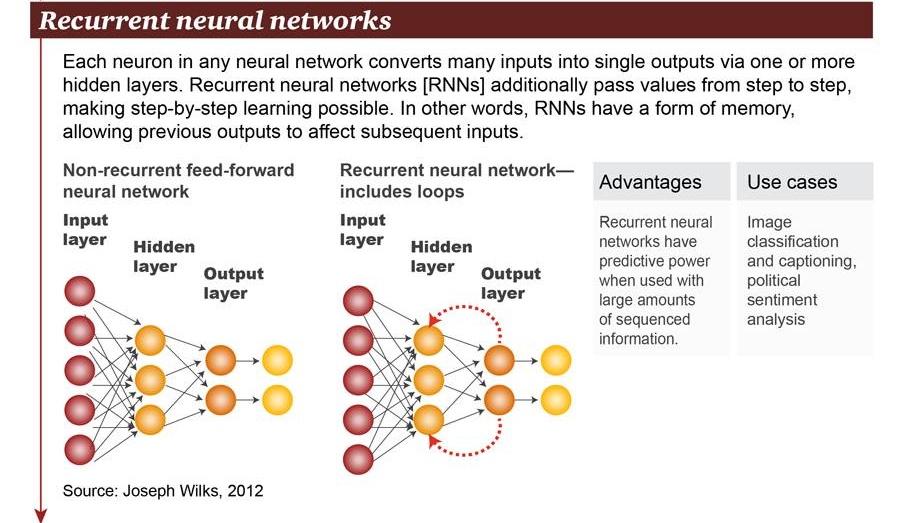 Recurrent neural networks
Each neuron in any neural network converts many inputs into single outputs via one or more
hidden layers. Recurrent neural networks [RNNs] additionally pass values from step to step,
making step-by-step learning possible. In other words, RNNs have a form of memory,
allowing previous outputs to affect subsequent inputs.
Non-recurrent feed-forward
neural network
Input
layer
Hidden
layer
Output
layer
Recurrent neural network—
includes loops
Input
layer
Hidden
layer
Output
layer
Advantages
Recurrent neural
networks have
predictive power
when used with
large amounts
of sequenced
information.
Use cases
Image
classification
and captioning,
political
sentiment
analysis
Source: Joseph Wilks, 2012